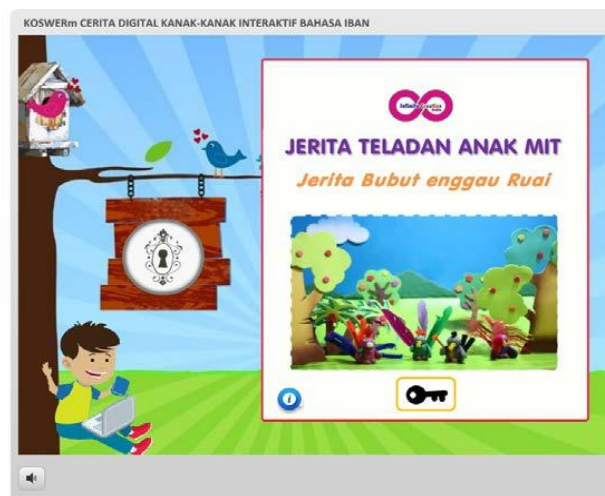 KOSWERm CERITA DIGITAL KANAK-KANAK INTERAKTIF BAHASA IBAN
JERITA TELADAN ANAK MIT
Jerita Bubut enggau Ruai